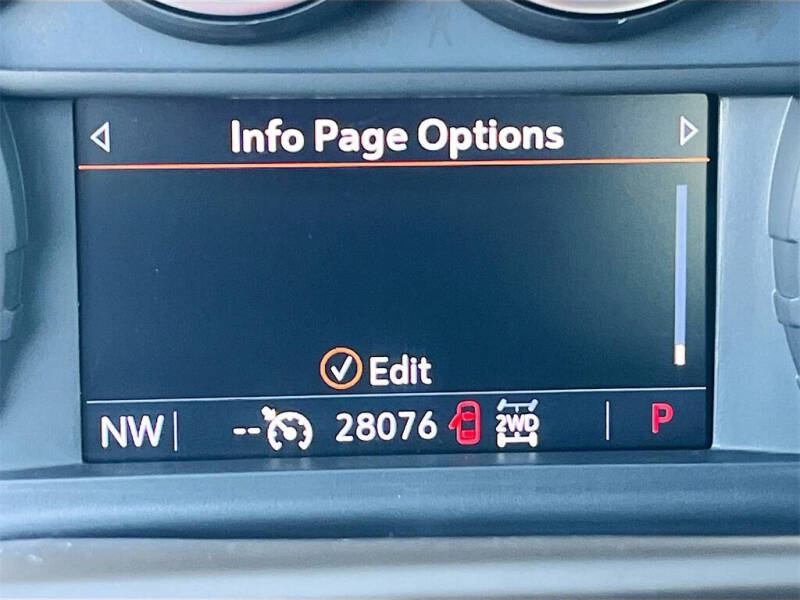 Info Page Options
Edit
NW -- 28076 2WD P